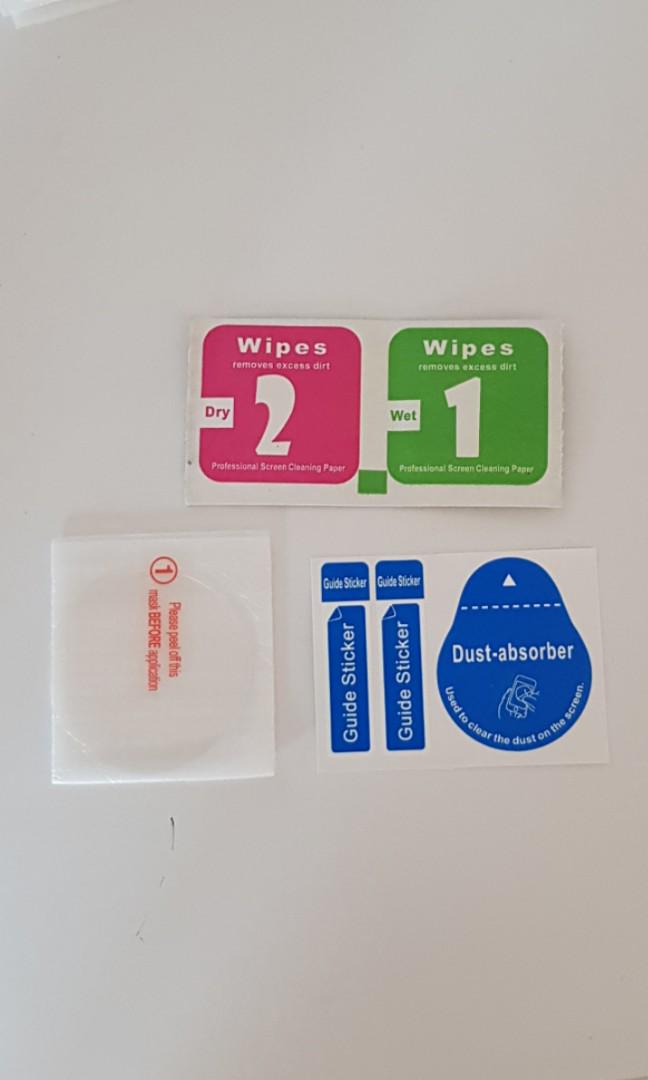 Wipes
removes excess dirt
Dry
2
Professional Screen Cleaning Paper
Wipes
removes excess dirt
Wet
1
Professional Screen Cleaning Paper
1
Please peel off this
mask BEFORE application
Guide Sticker
Guide Sticker
Guide Sticker
Guide Sticker
Dust-absorber
Used to clear the dust on the screen.